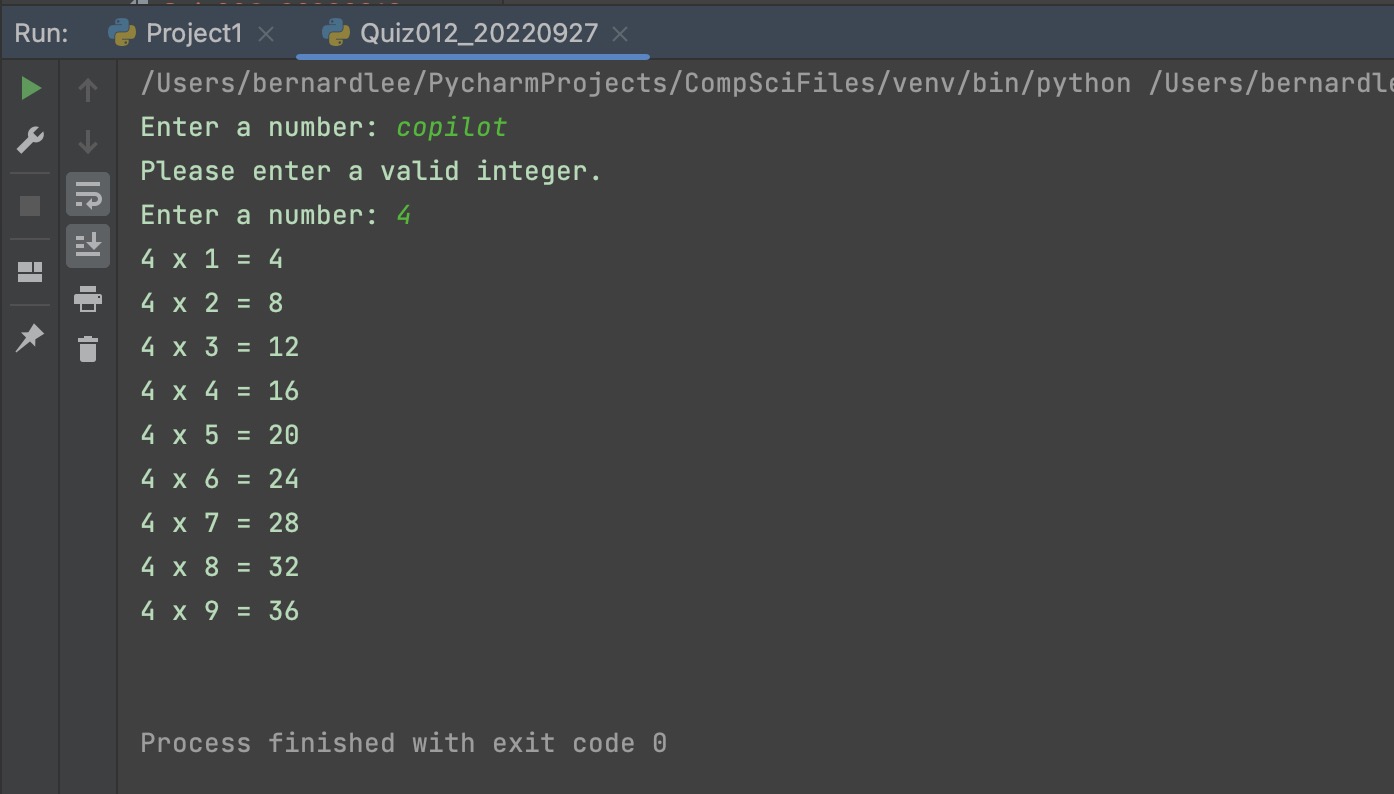 Run: Project1 Quiz012_20220927
/Users/bernardlee/PycharmProjects/CompSciFiles/venv/bin/python /Users/bernardle
Enter a number: copilot
Please enter a valid integer.
Enter a number: 4
4 x 1 = 4
4 x 2 = 8
4 x 3 = 12
4 x 4 = 16
4 x 5 = 20
4 x 6 = 24
4 x 7 = 28
4 x 8 = 32
4 x 9 = 36
Process finished with exit code 0